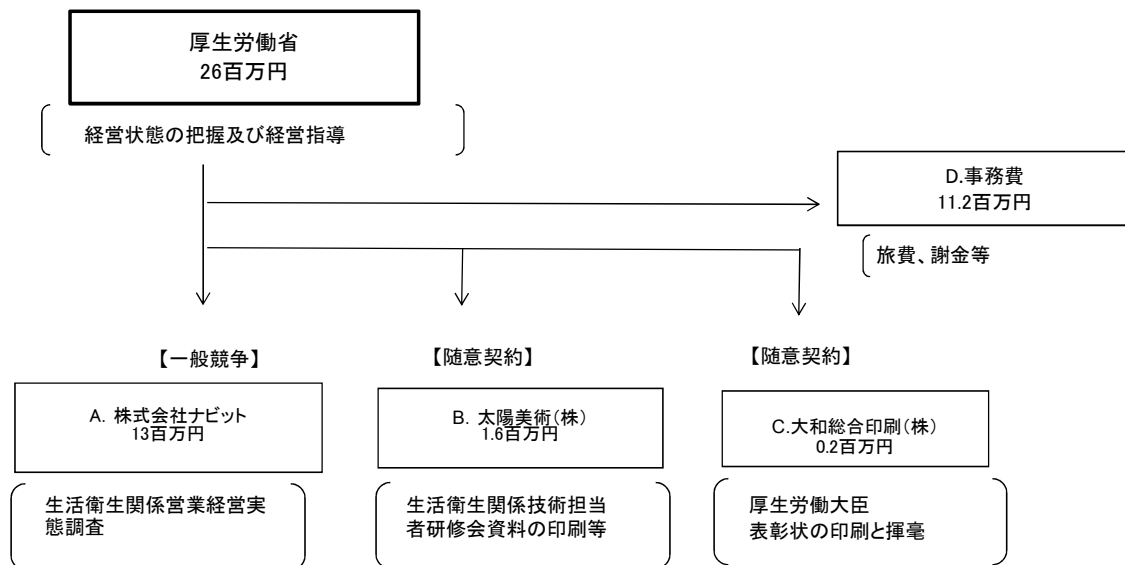 厚生労働省
26百万円
経営状態の把握及び経営指導
D.事務費
11.2百万円
旅費、謝金等
【一般競争】
【随意契約】
【随意契約】
A. 株式会社ナビット
13百万円
B. 太陽美術(株)
1.6百万円
C.大和総合印刷(株)
0.2百万円
生活衛生関係営業経営実
態調査
生活衛生関係技術担当
者研修会資料の印刷等
厚生労働大臣
表彰状の印刷と揮毫